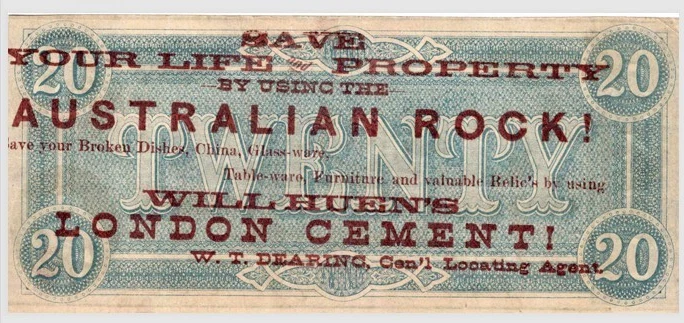 SAVE
YOUR LIFE and PROPERTY
BY USING THE
AUSTRALIAN ROCK!
Save your Broken Dishes, China, Glass-ware,
Table-ware, Furniture and valuable Relic's by using
WILL HUEN'S
LONDON CEMENT!
W. T. DEARING, Gen'l Locating Agent.
20
20
TWENTY
20
20